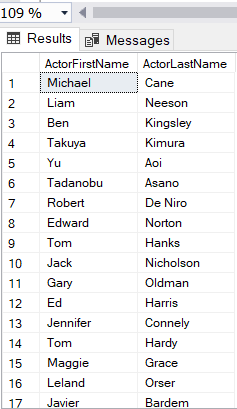 109 %
Results Messages
ActorFirstName ActorLastName
1 Michael Cane
2 Liam Neeson
3 Ben Kingsley
4 Takuya Kimura
5 Yu Aoi
6 Tadanobu Asano
7 Robert De Niro
8 Edward Norton
9 Tom Hanks
10 Jack Nicholson
11 Gary Oldman
12 Ed Harris
13 Jennifer Connely
14 Tom Hardy
15 Maggie Grace
16 Leland Orser
17 Javier Bardem